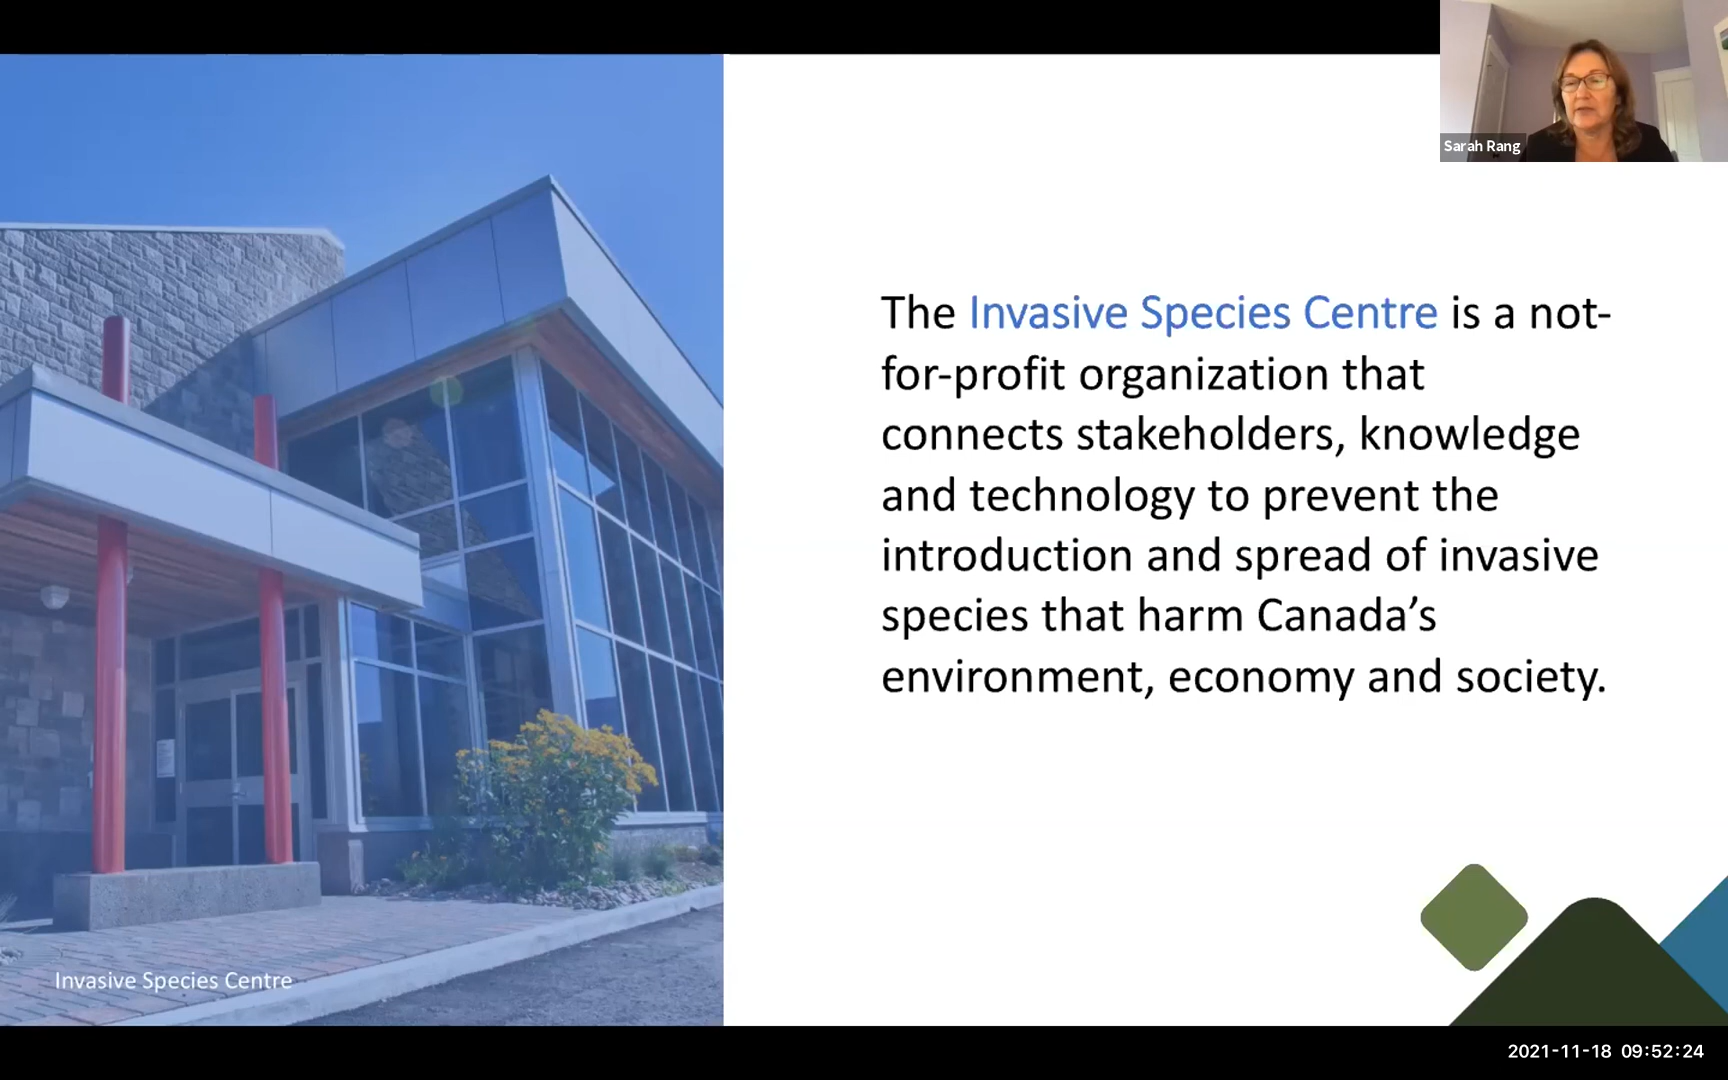 Sarah Rang
The Invasive Species Centre is a not-
for-profit organization that
connects stakeholders, knowledge
and technology to prevent the
introduction and spread of invasive
species that harm Canada’s
environment, economy and society.
Invasive Species Centre
2021-11-18 09:52:24